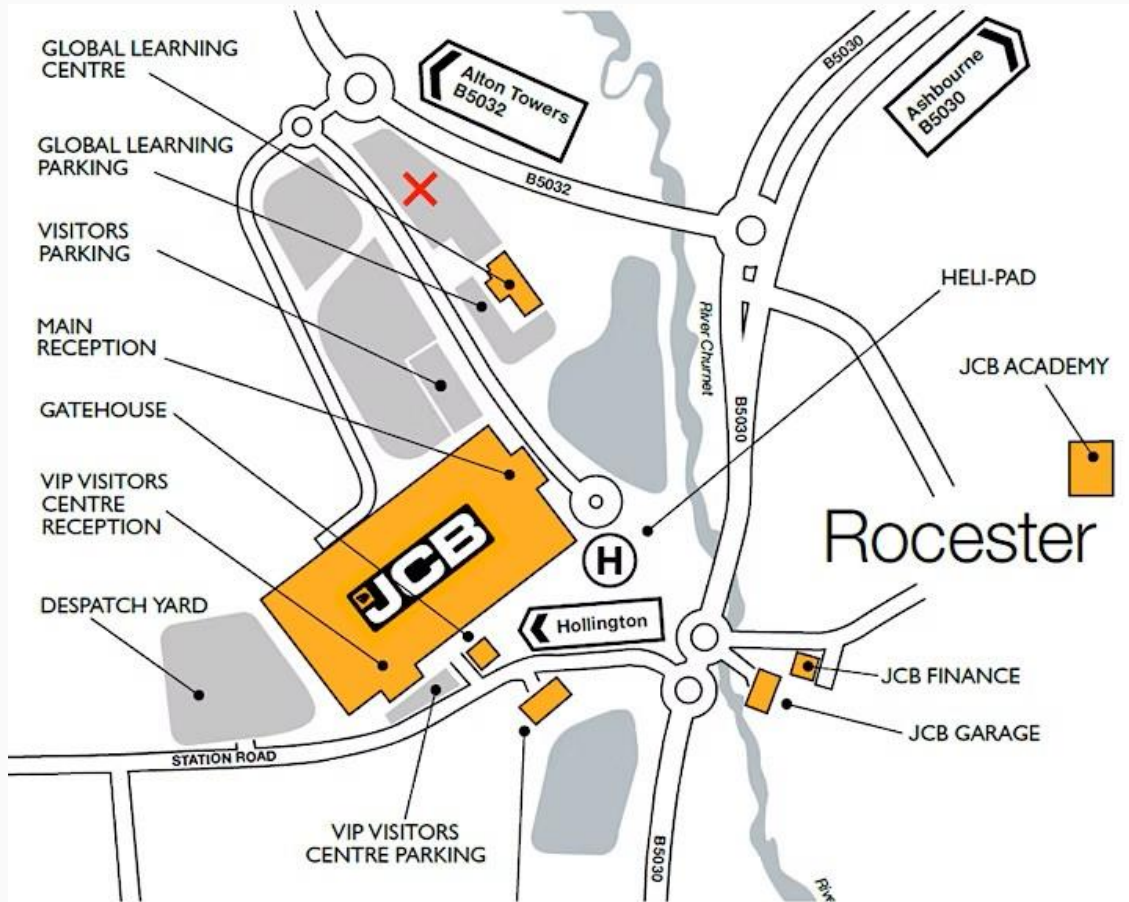 GLOBAL LEARNING
CENTRE
GLOBAL LEARNING
PARKING
VISITORS
PARKING
MAIN
RECEPTION
GATEHOUSE
VIP VISITORS
CENTRE
RECEPTION
DESPATCH YARD
Alton Towers
B5032
B5030
Ashbourne
B5030
B5032
River Churnet
HELI-PAD
B5030
JCB ACADEMY
Rocester
JCB
H
Hollington
JCB FINANCE
JCB GARAGE
STATION ROAD
VIP VISITORS
CENTRE PARKING
B5030